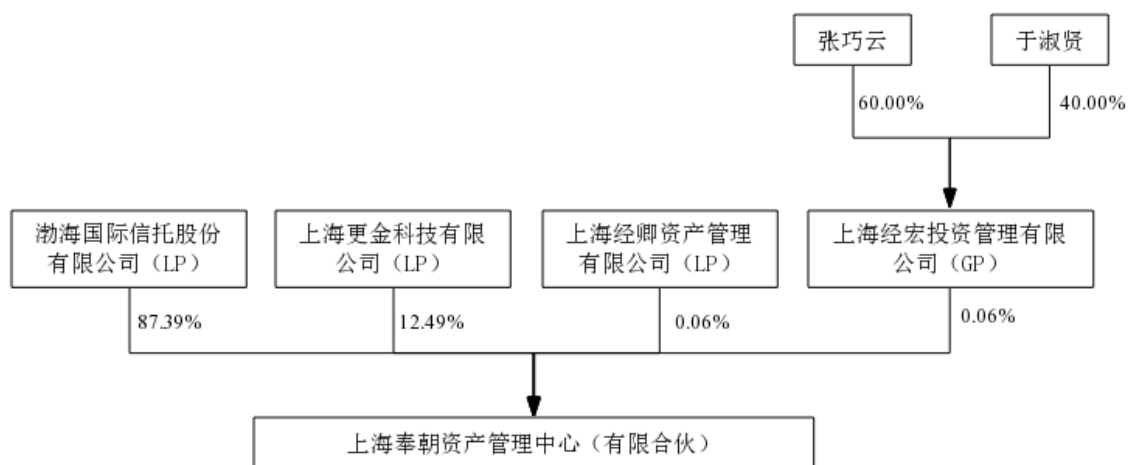 张巧云
于淑贤
60.00%
40.00%
渤海国际信托股份
有限公司（LP）
上海更金科技有限
公司（LP）
上海经卿资产管理
有限公司（LP）
上海经宏投资管理有限
公司（GP）
87.39%
12.49%
0.06%
0.06%
上海奉朝资产管理中心（有限合伙）